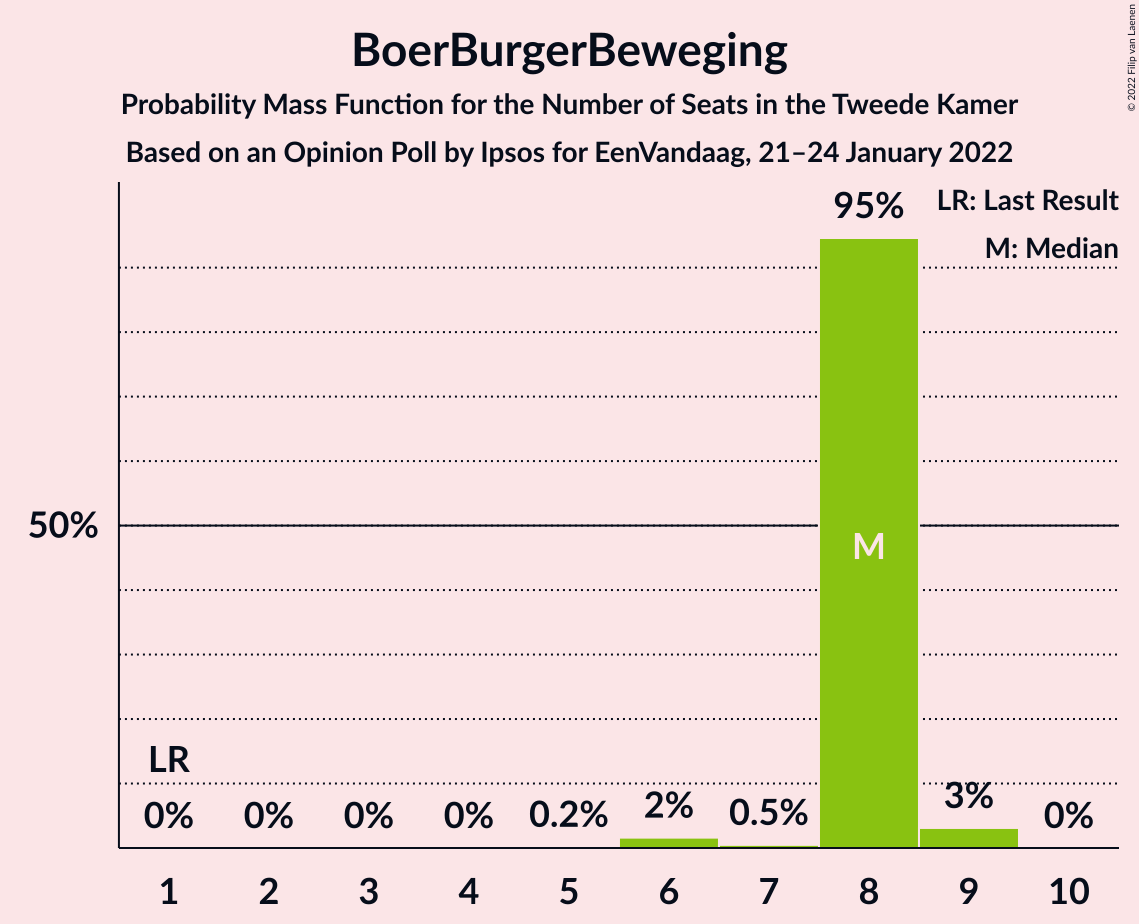 BoerBurgerBeweging
Probability Mass Function for the Number of Seats in the Tweede Kamer
Based on an Opinion Poll by Ipsos for EenVandaag, 21–24 January 2022
© 2022 Filip van Laenen
LR: Last Result
M: Median
95%
50%
M
LR
0%
0%
0%
0%
0.2%
2%
0.5%
3%
0%
1
2
3
4
5
6
7
8
9
10